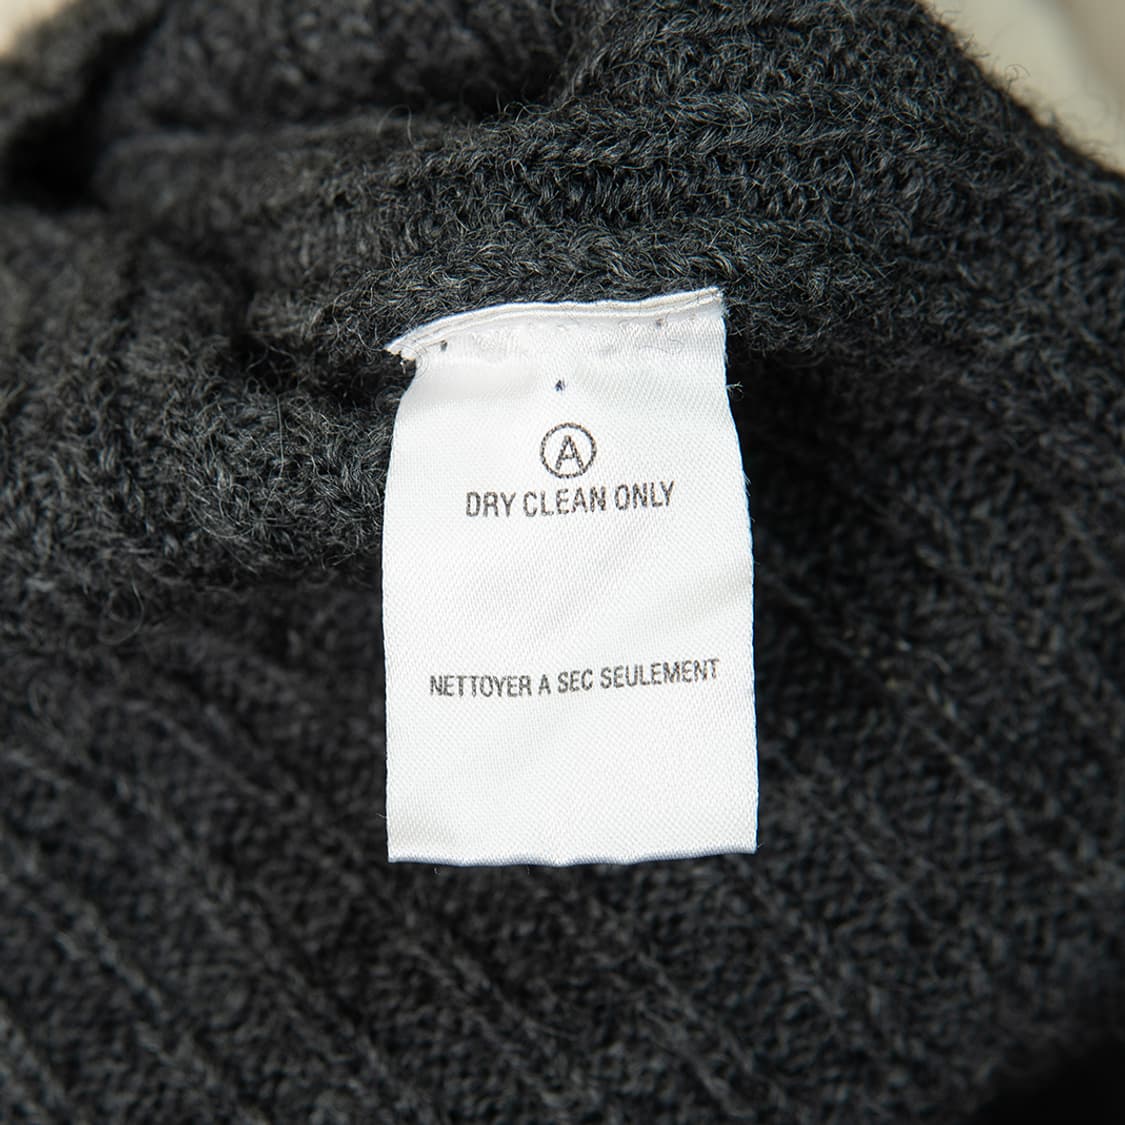 A
DRY CLEAN ONLY
NETTOYER A SEC SEULEMENT